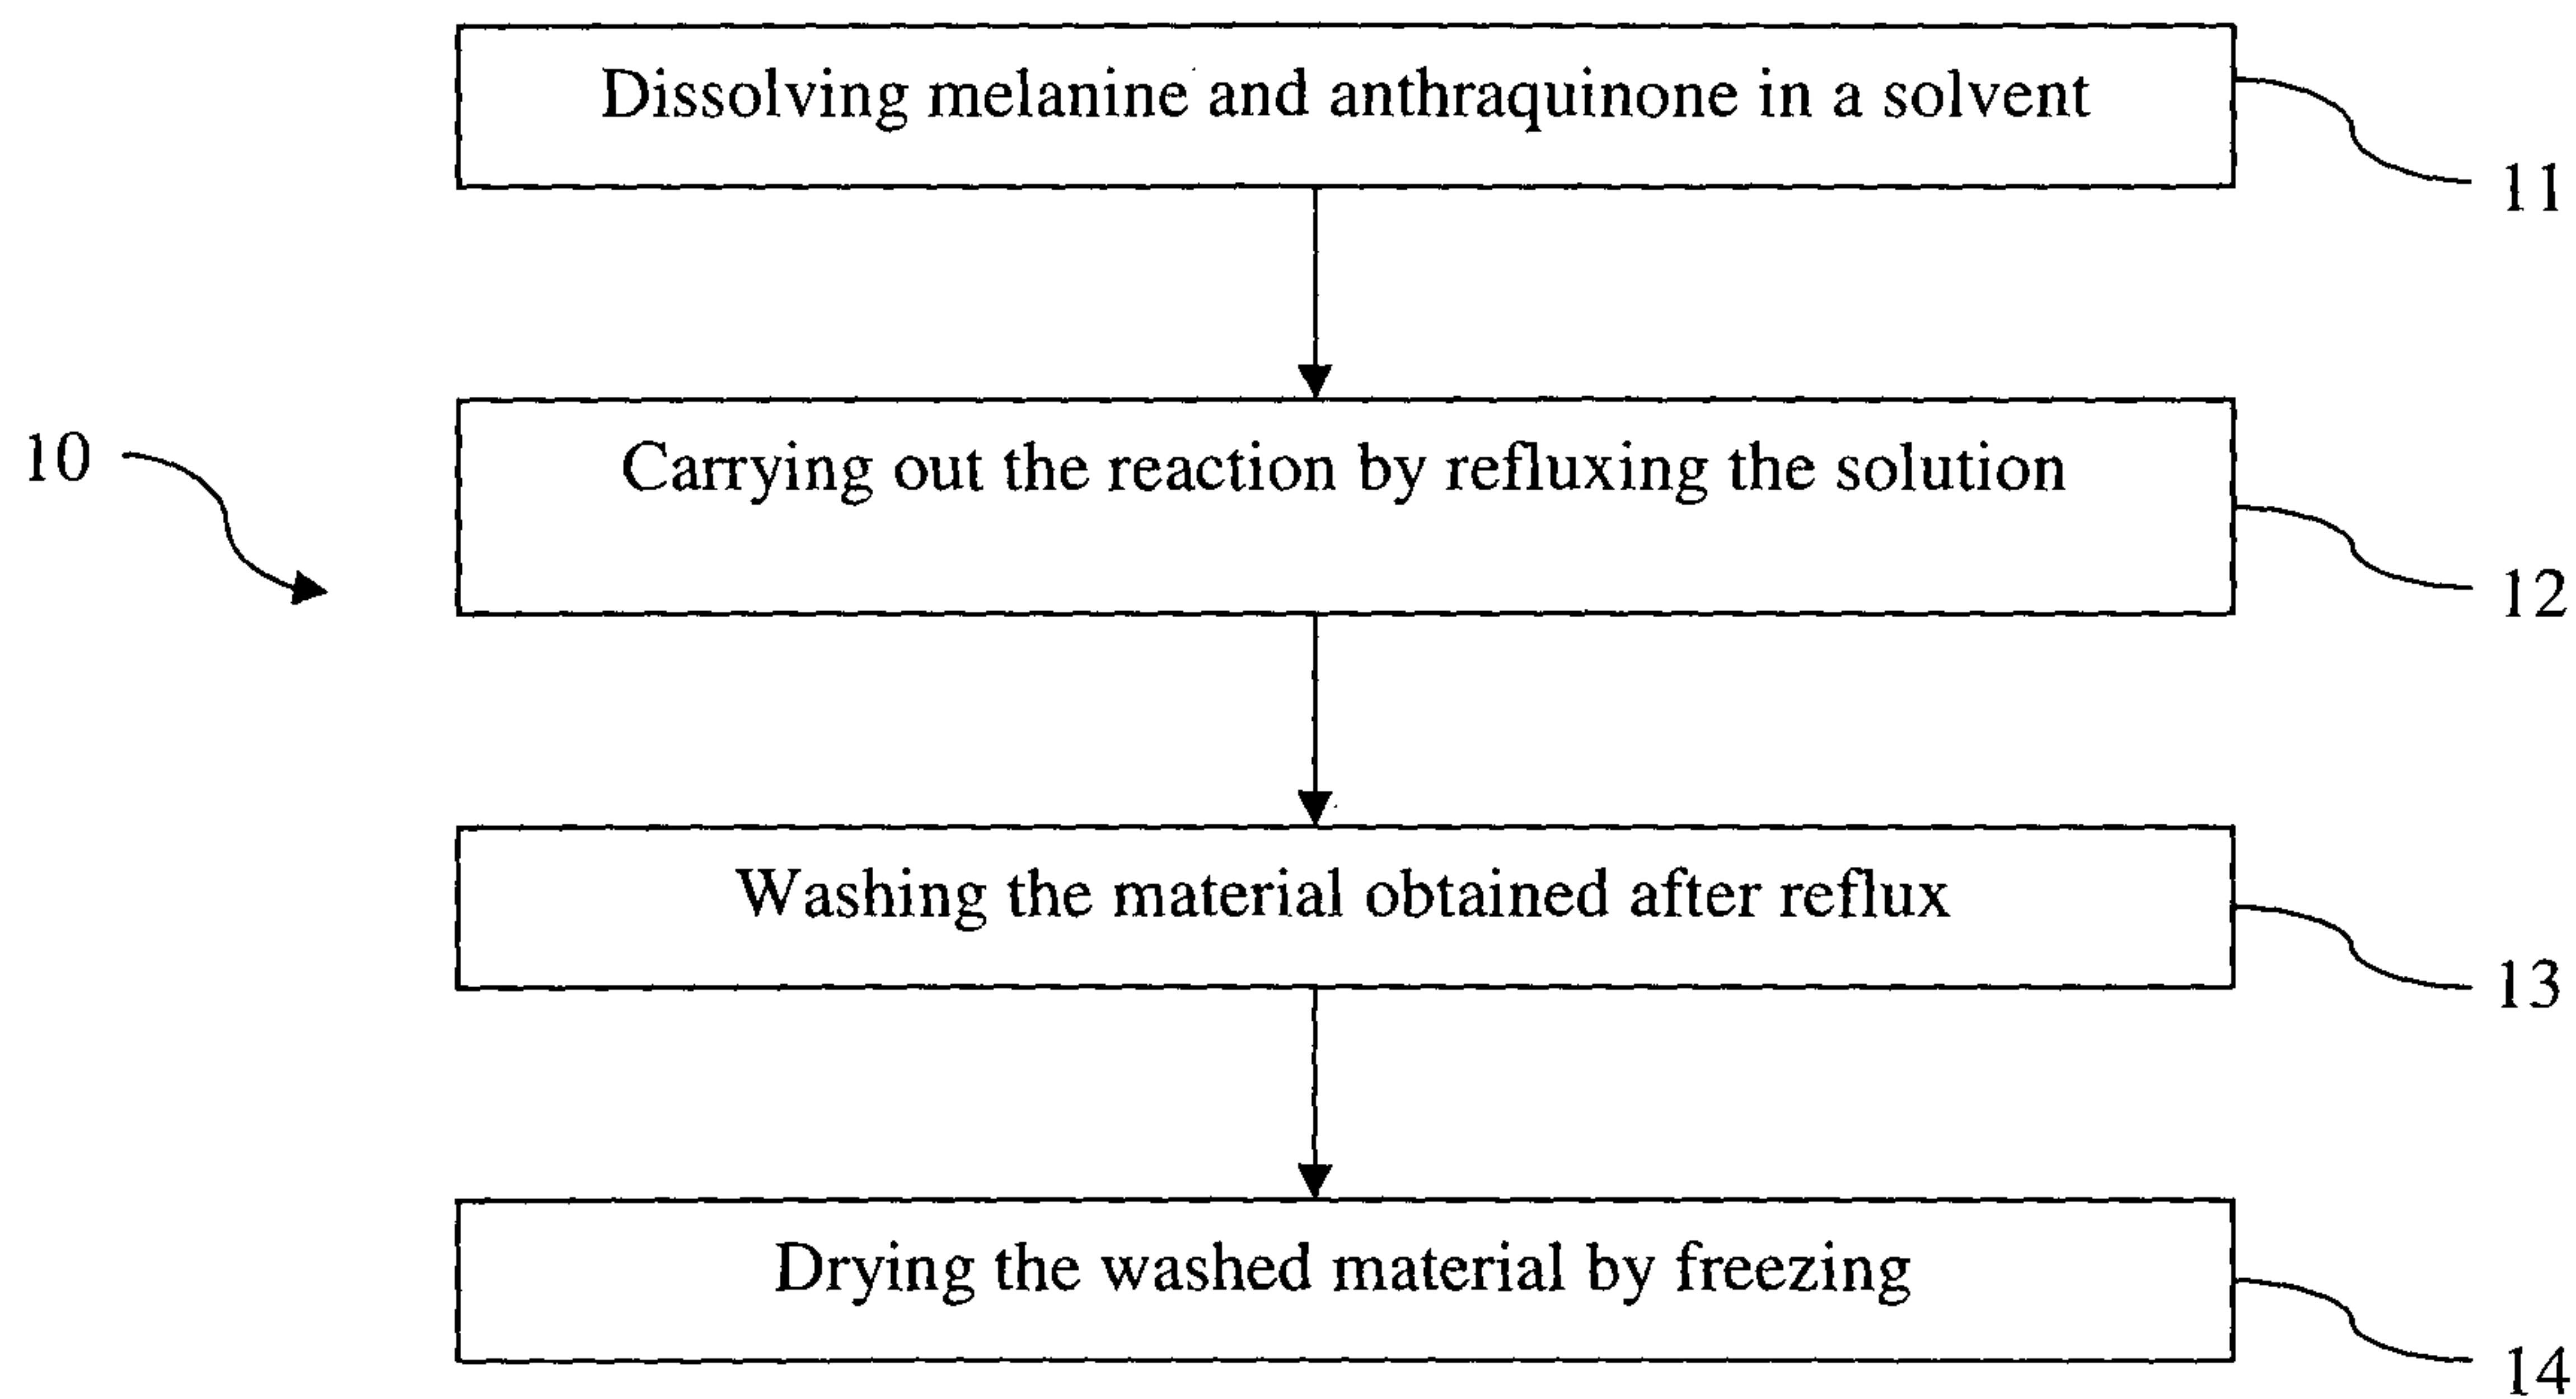 Dissolving melanine and anthraquinone in a solvent
11
Carrying out the reaction by refluxing the solution
10
12
Washing the material obtained after reflux
13
Drying the washed material by freezing
14